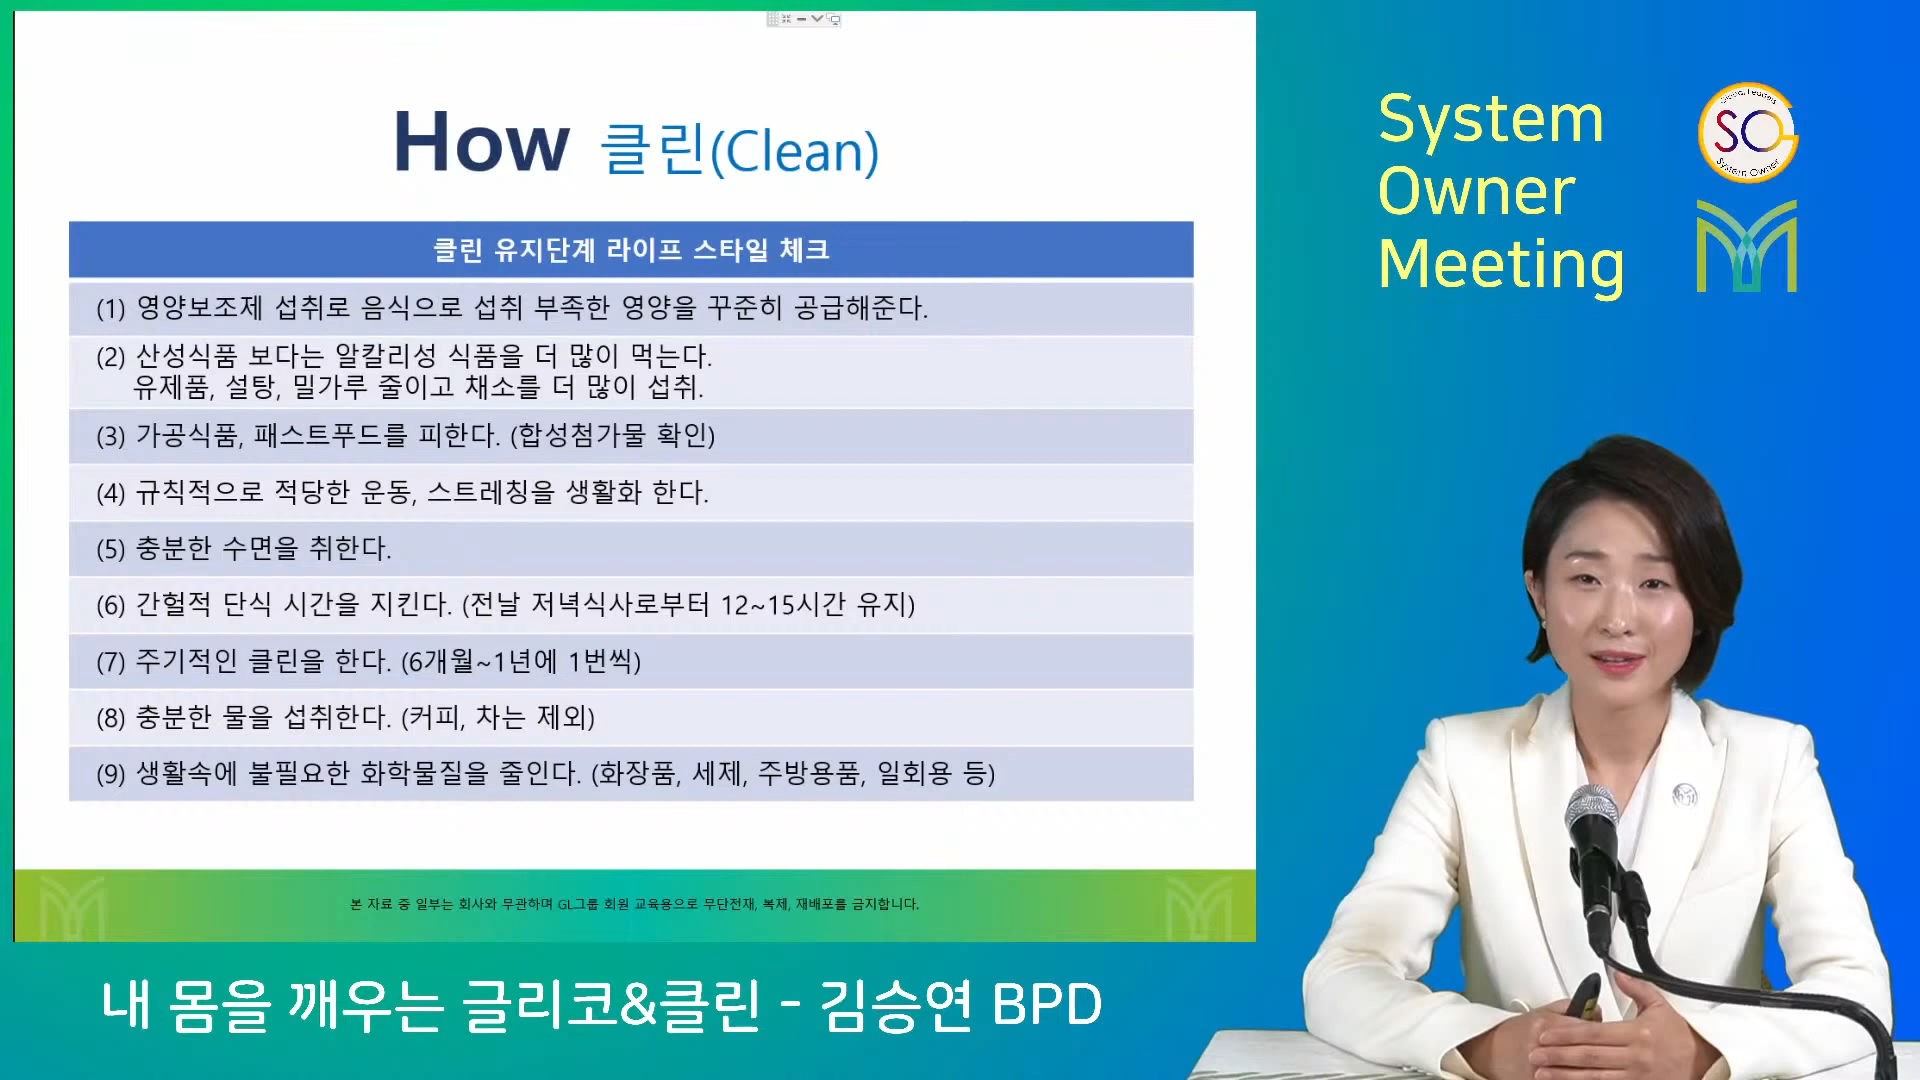 How 클린(Clean)
클린 유지단계 라이프 스타일 체크
(1) 영양보조제 섭취로 음식으로 섭취 부족한 영양을 꾸준히 공급해준다.
(2) 산성식품 보다는 알칼리성 식품을 더 많이 먹는다.
유제품, 설탕, 밀가루 줄이고 채소를 더 많이 섭취.
(3) 가공식품, 패스트푸드를 피한다. (합성첨가물 확인)
(4) 규칙적으로 적당한 운동, 스트레칭을 생활화 한다.
(5) 충분한 수면을 취한다.
(6) 간헐적 단식 시간을 지킨다. (전날 저녁식사로부터 12~15시간 유지)
(7) 주기적인 클린을 한다. (6개월~1년에 1번씩)
(8) 충분한 물을 섭취한다. (커피, 차는 제외)
(9) 생활속에 불필요한 화학물질을 줄인다. (화장품, 세제, 주방용품, 일회용 등)
본 자료 중 일부는 회사와 무관하며 GL그룹 회원 교육용으로 무단전재, 복제, 재배포를 금지합니다.
내 몸을 깨우는 글리코&클린 - 김승연 BPD
System
Owner
Meeting
Global Leaders
SO
System Owner